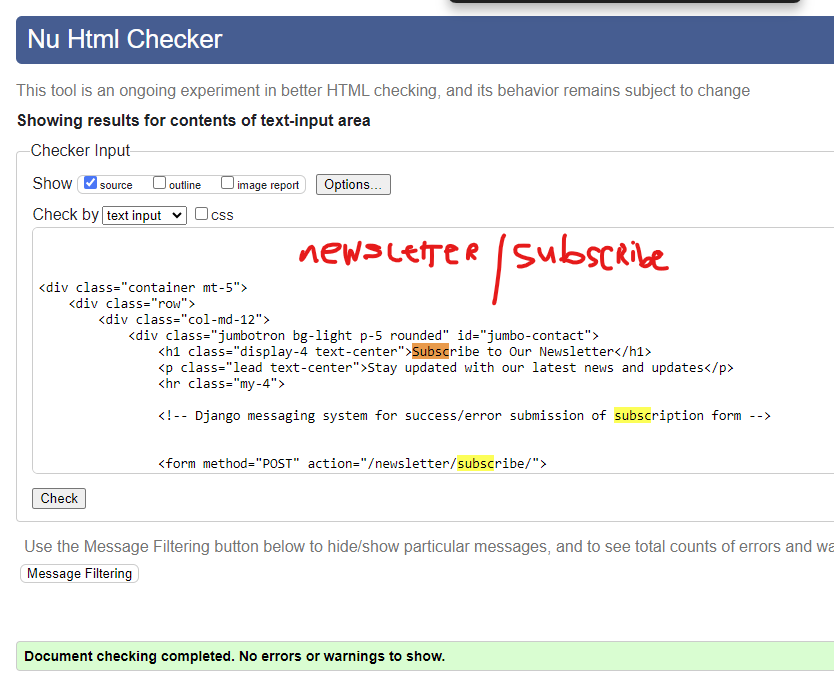 Nu Html Checker
This tool is an ongoing experiment in better HTML checking, and its behavior remains subject to change
Showing results for contents of text-input area
Checker Input
Show source outline image report Options...
Check by text input css
newsletter/subscribe
<div class="container mt-5">
<div class="row">
<div class="col-md-12">
<div class="jumbotron bg-light p-5 rounded" id="jumbo-contact">
<h1 class="display-4 text-center">Subscribe to Our Newsletter</h1>
<p class="lead text-center">Stay updated with our latest news and updates</p>
<hr class="my-4">
<!-- Django messaging system for success/error submission of subscription form -->
<form method="POST" action="/newsletter/subscribe/">
Check
Use the Message Filtering button below to hide/show particular messages, and to see total counts of errors and
Message Filtering
Document checking completed. No errors or warnings to show.